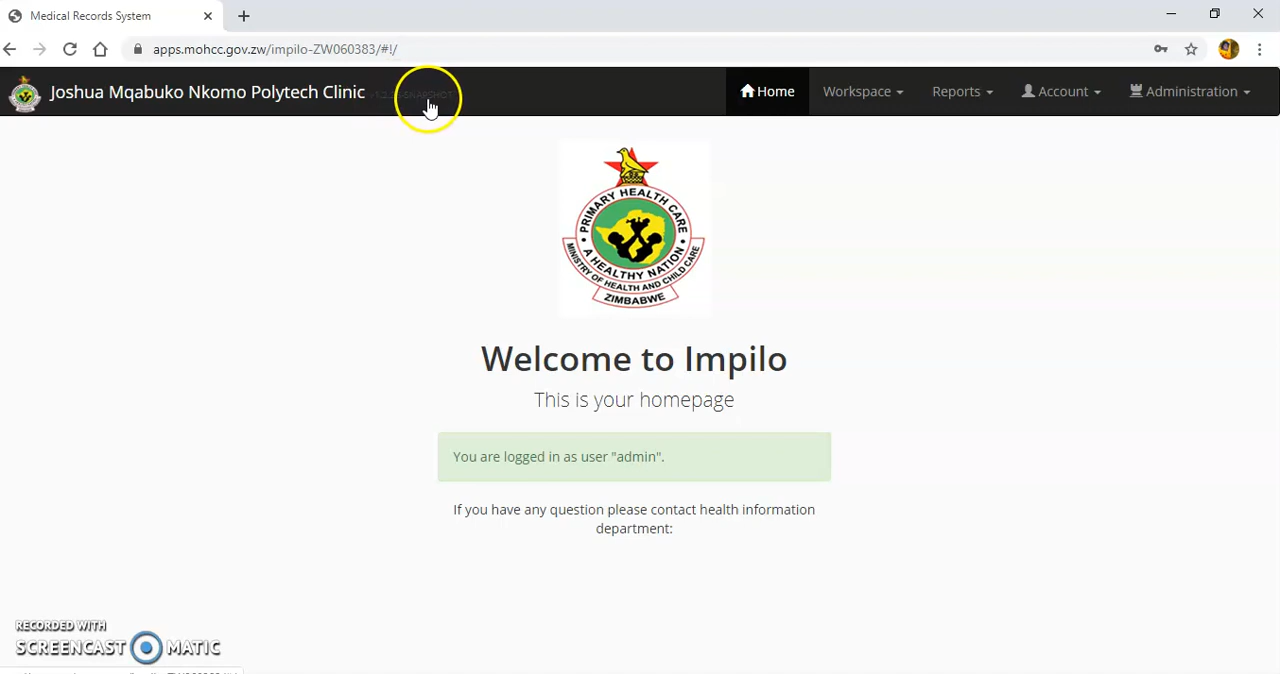 Medical Records System
apps.mohcc.gov.zw/impilo-ZW060383/#!/
Joshua Mqabuko Nkomo Polytech Clinic
Home
Workspace
Reports
Account
Administration
PRIMARY HEALTH CARE
A HEALTHY NATION
MINISTRY OF HEALTH AND CHILD CARE
ZIMBABWE
Welcome to Impilo
This is your homepage
You are logged in as user "admin".
If you have any question please contact health information
department:
RECORDED WITH
SCREENCAST MATIC